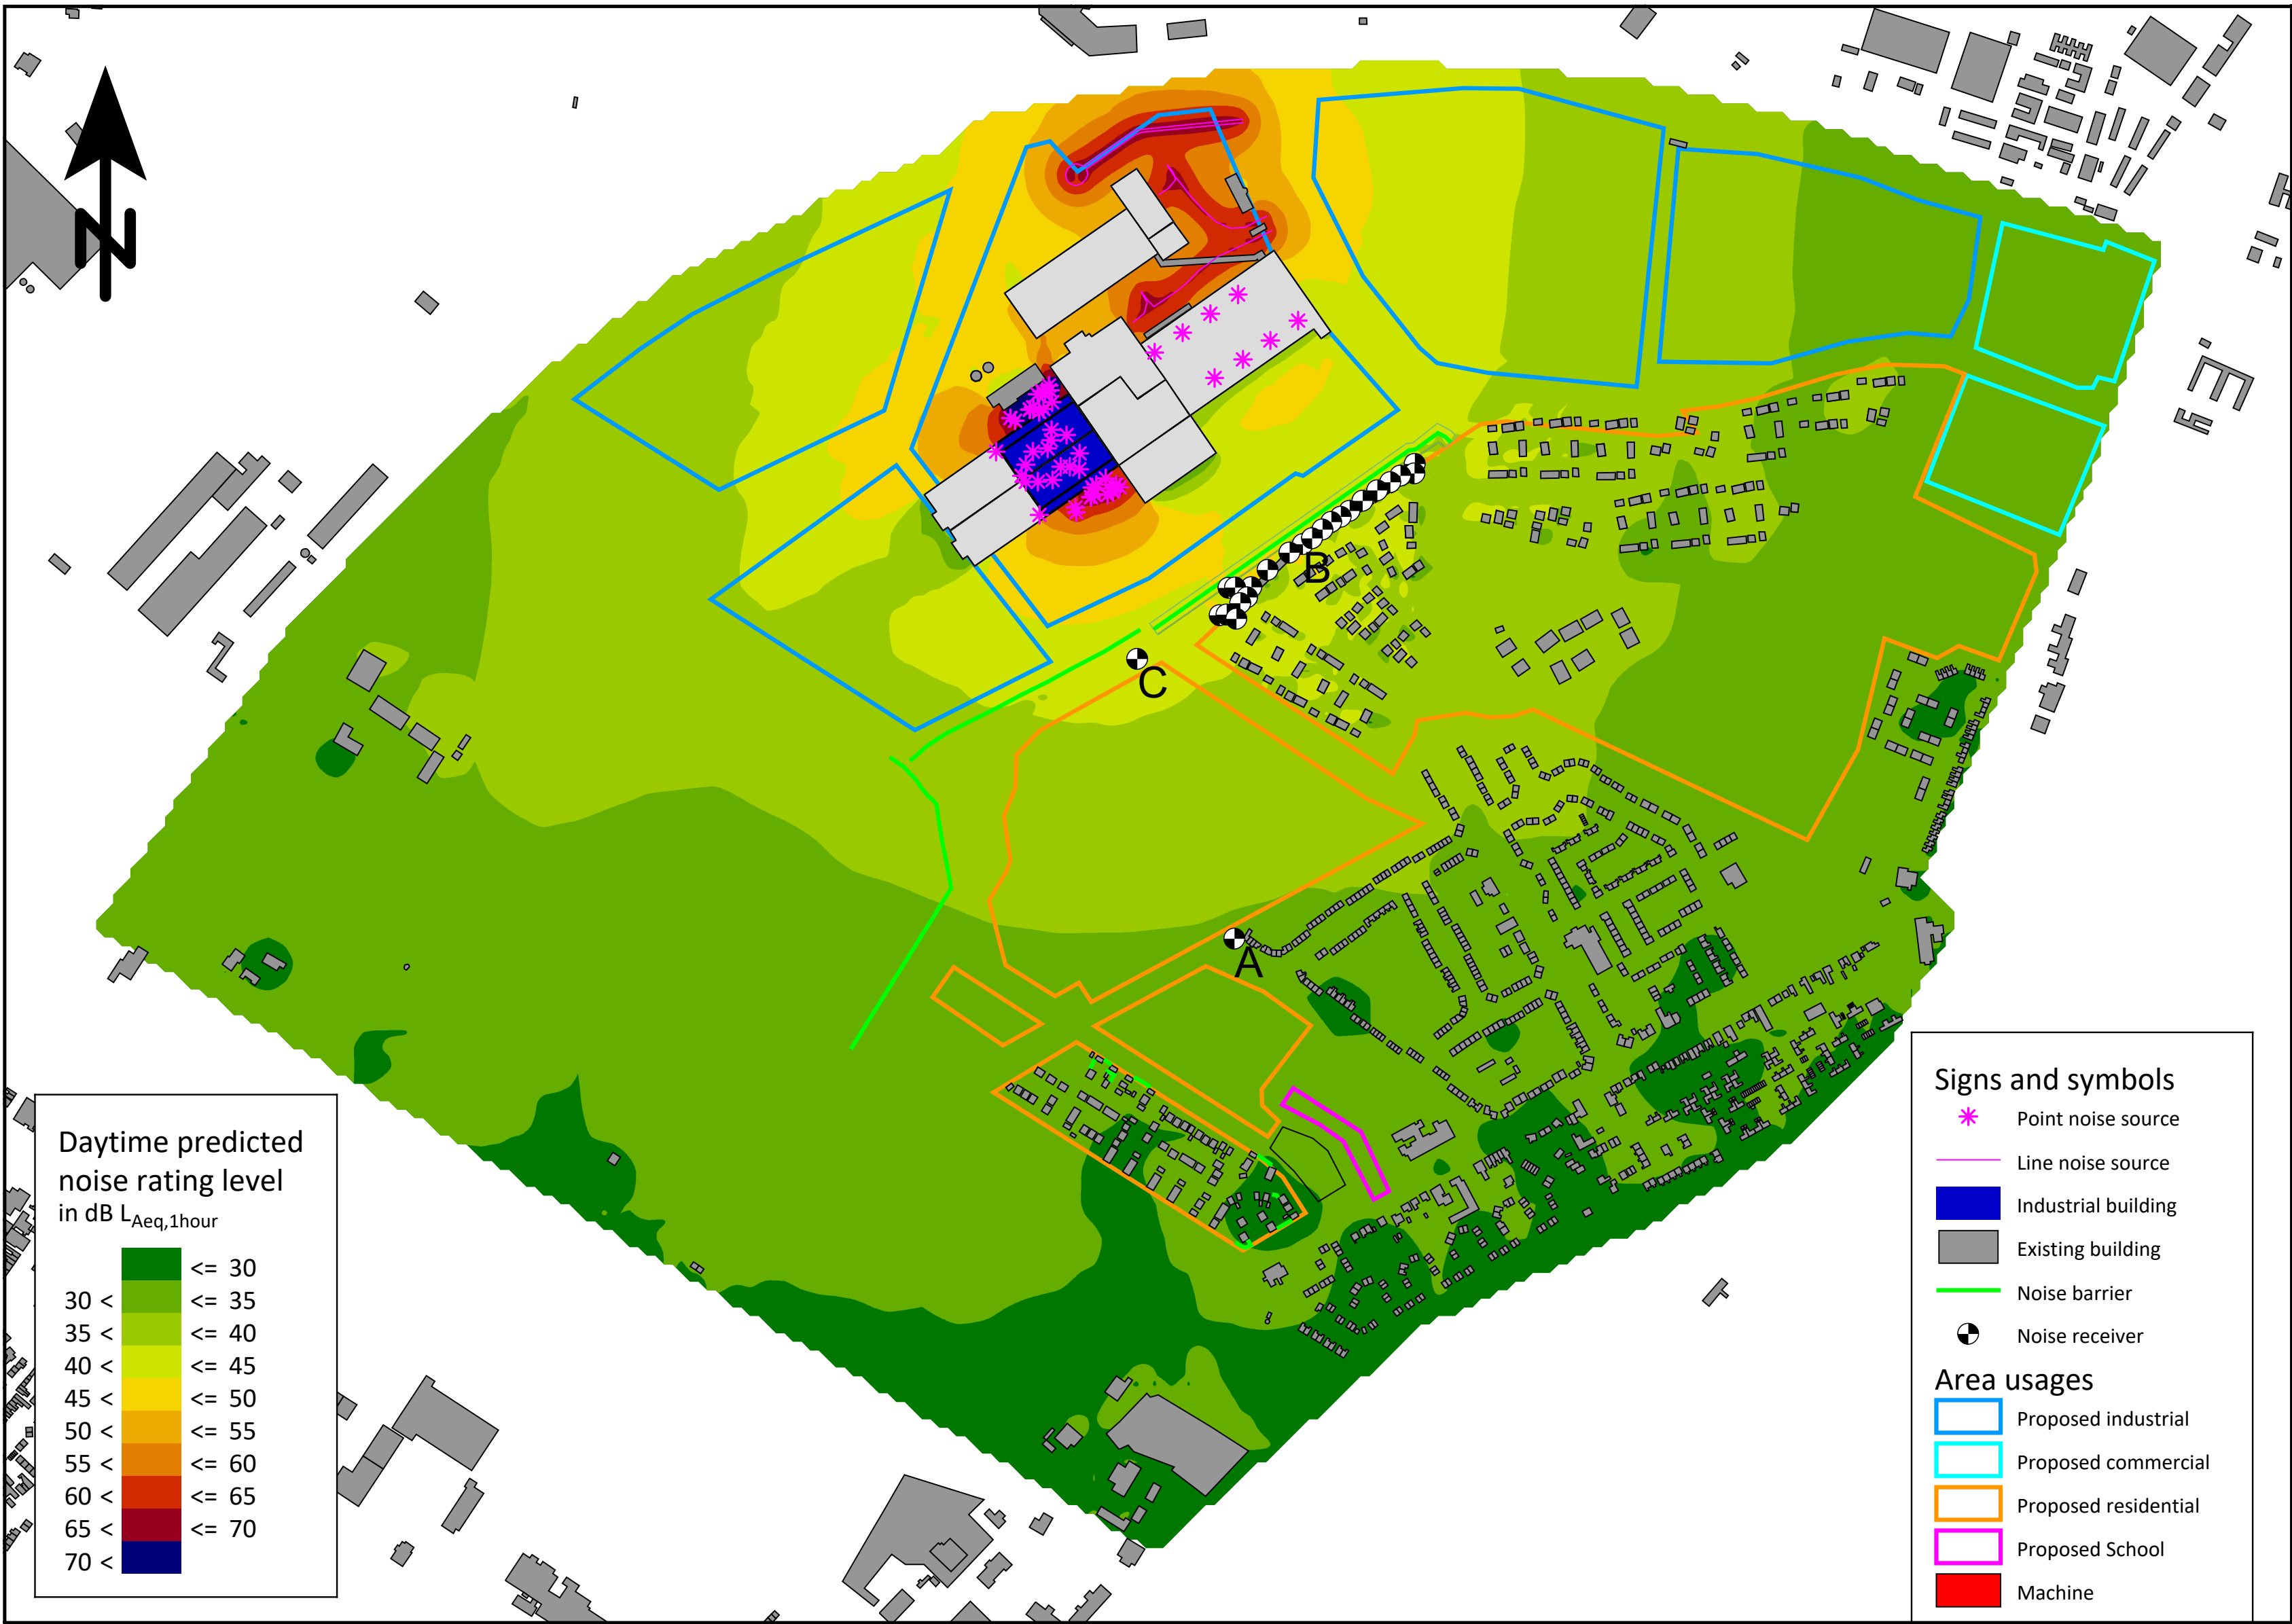 N
B
C
A
Daytime predicted
noise rating level
in dB LAeq,1hour
<= 30
30 < <= 35
35 < <= 40
40 < <= 45
45 < <= 50
50 < <= 55
55 < <= 60
60 < <= 65
65 < <= 70
70 <
Signs and symbols
Point noise source
Line noise source
Industrial building
Existing building
Noise barrier
Noise receiver
Area usages
Proposed industrial
Proposed commercial
Proposed residential
Proposed School
Machine